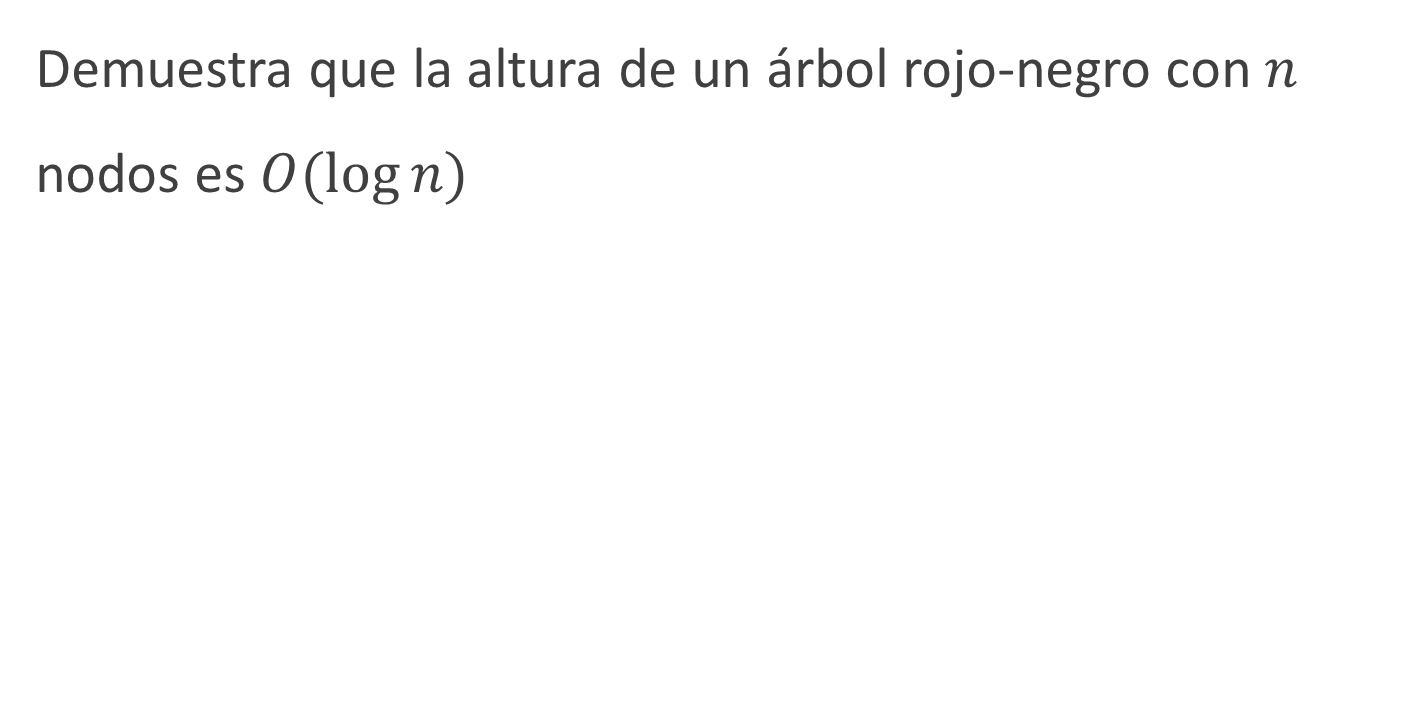 Demuestra que la altura de un árbol rojo-negro con n
nodos es O(log n)